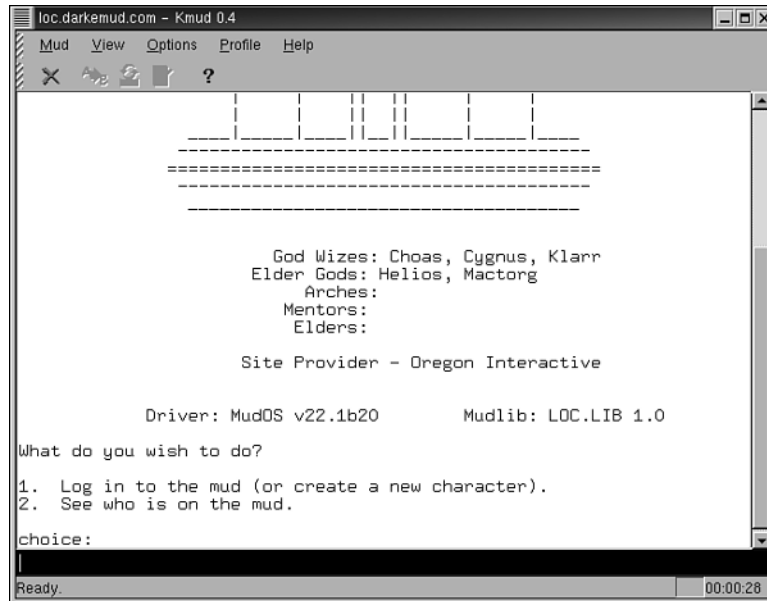 loc.darkemud.com - Kmud 0.4
Mud View Options Profile Help
?
God Wizes: Choas, Cygnus, Klarr
Elder Gods: Helios, Mactorg
Arches:
Mentors:
Elders:
Site Provider - Oregon Interactive
Driver: MudOS v22.1b20 Mudlib: LOC.LIB 1.0
What do you wish to do?
1. Log in to the mud (or create a new character).
2. See who is on the mud.
choice:
Ready. 00:00:28